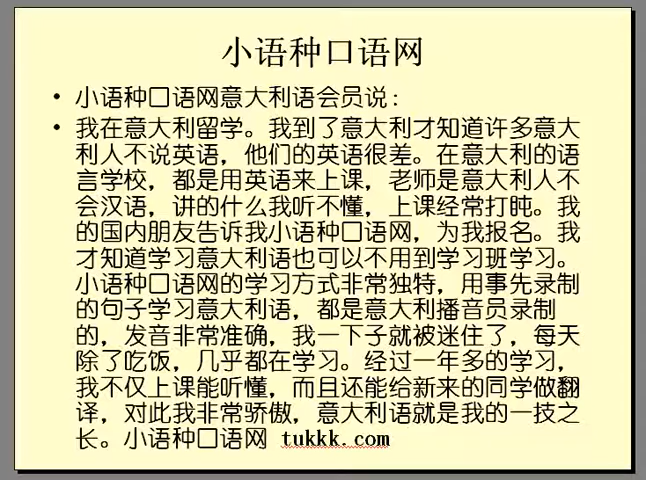 小语种口语网
• 小语种口语网意大利语会员说：
• 我在意大利留学。我到了意大利才知道许多意大
利人不说英语，他们的英语很差。在意大利的语
言学校，都是用英语来上课，老师是意大利人不
会汉语，讲的什么我听不懂，上课经常打盹。我
的国内朋友告诉我小语种口语网，为我报名。我
才知道学习意大利语也可以不用到学习班学习。
小语种口语网的学习方式非常独特，用事先录制
的句子学习意大利语，都是意大利播音员录制
的，发音非常准确，我一下子就被迷住了，每天
除了吃饭，几乎都在学习。经过一年多的学习，
我不仅上课能听懂，而且还能给新来的同学做翻
译，对此我非常骄傲，意大利语就是我的一技之
长。小语种口语网 tukkk.com